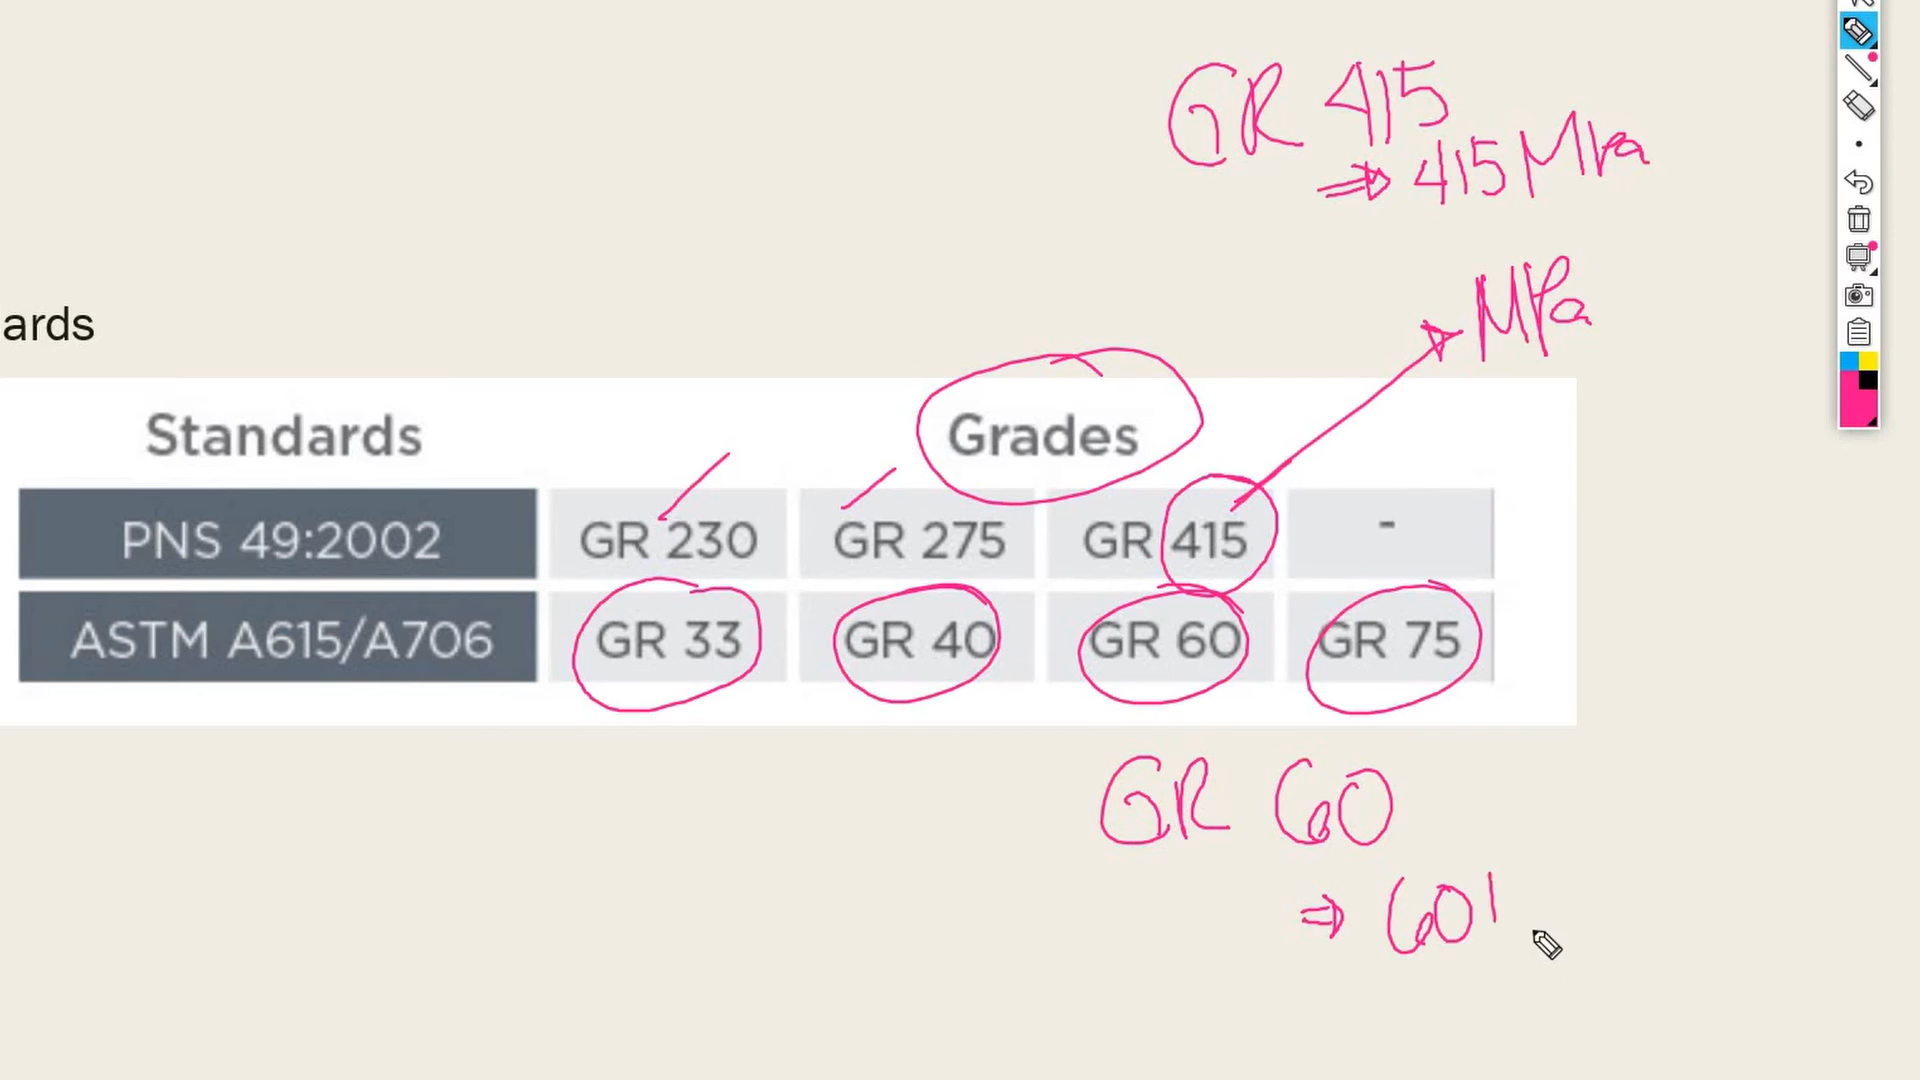 GR 415
⇒ 415 MPa
MPa
ards
Standards Grades
PNS 49:2002 GR 230 GR 275 GR 415 -
ASTM A615/A706 GR 33 GR 40 GR 60 GR 75
GR 60
⇒ 60